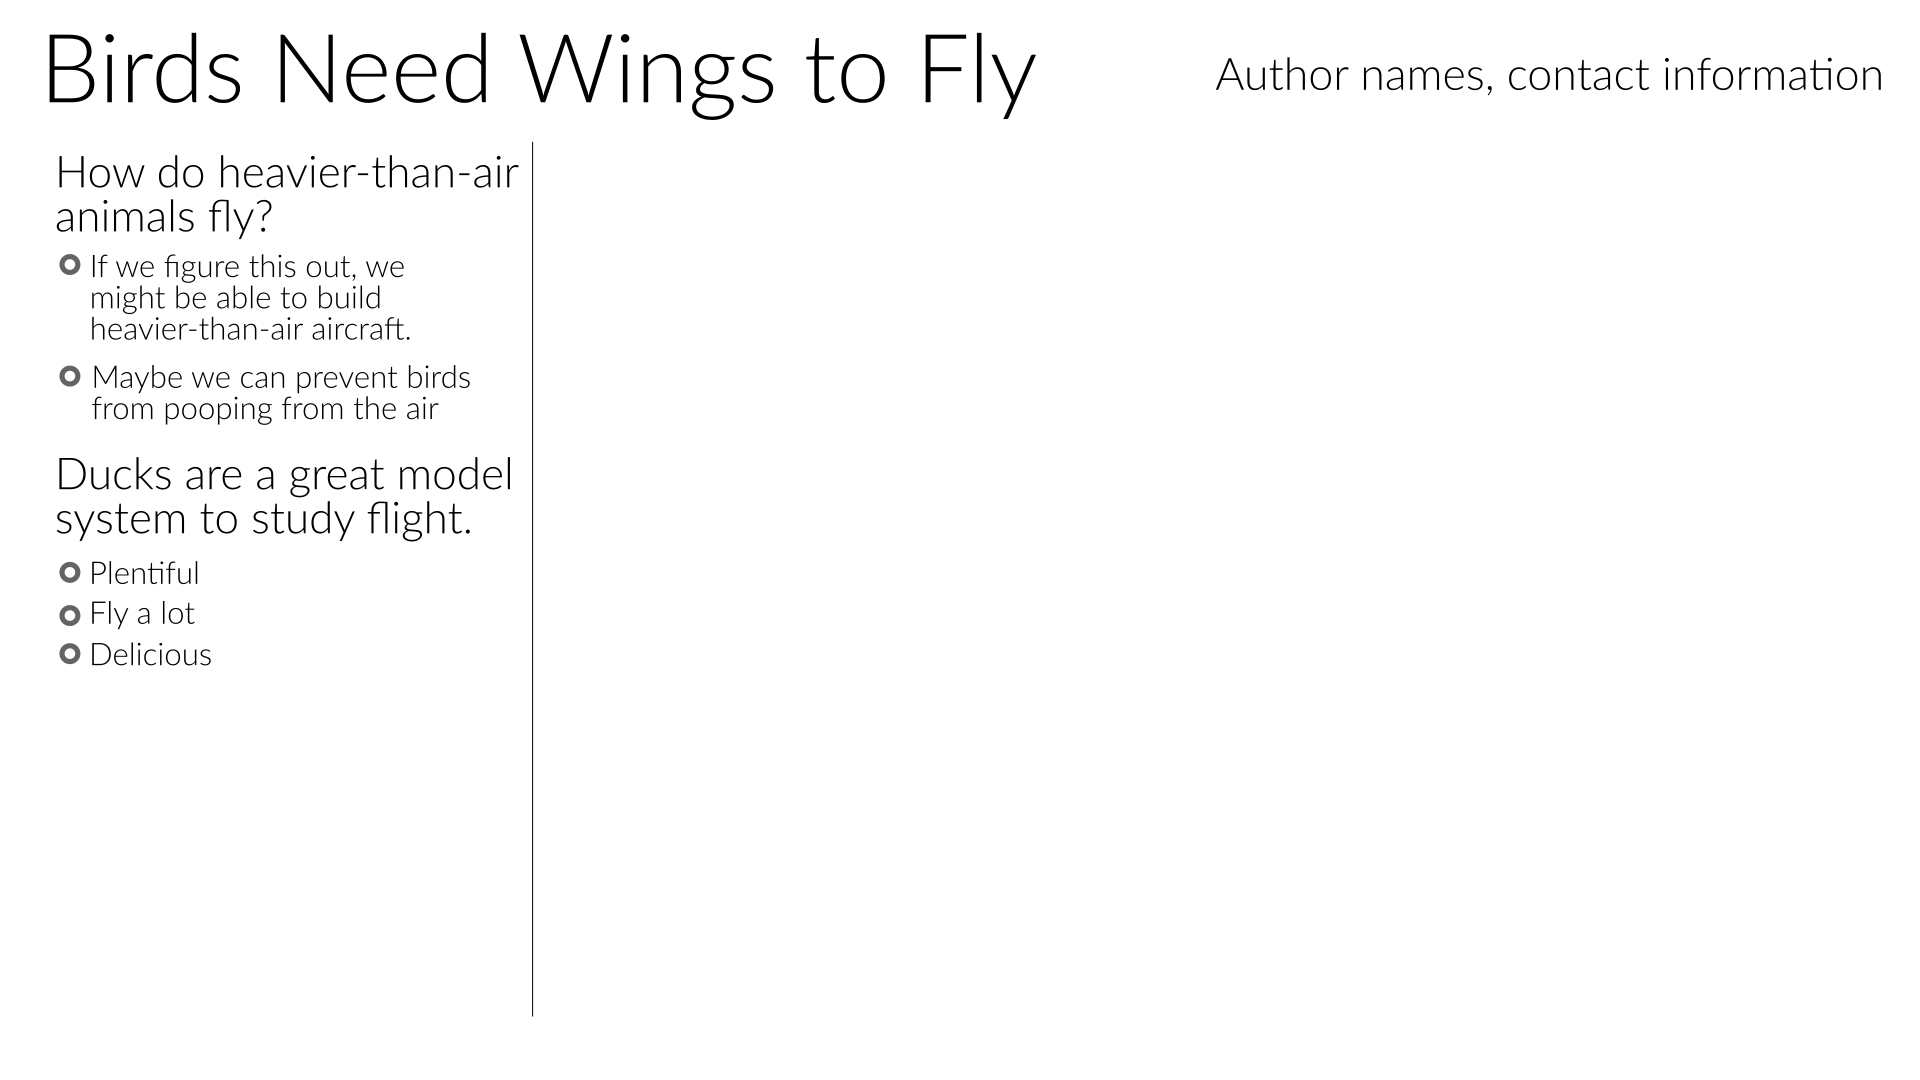 Birds Need Wings to Fly
Author names, contact information
How do heavier-than-air
animals fly?
If we figure this out, we
might be able to build
heavier-than-air aircraft.
Maybe we can prevent birds
from pooping from the air
Ducks are a great model
system to study flight.
Plentiful
Fly a lot
Delicious